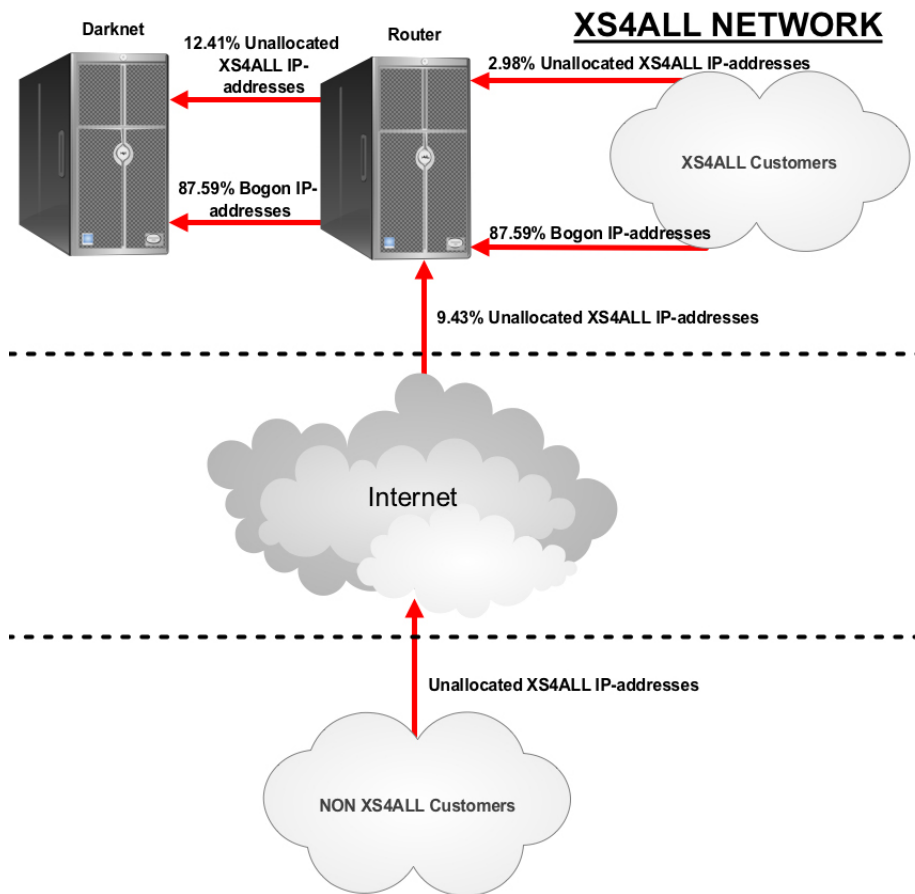 XS4ALL NETWORK
Darknet
Router
12.41% Unallocated
XS4ALL IP-
addresses
2.98% Unallocated XS4ALL IP-addresses
XS4ALL Customers
87.59% Bogon IP-
addresses
87.59% Bogon IP-addresses
9.43% Unallocated XS4ALL IP-addresses
Internet
Unallocated XS4ALL IP-addresses
NON XS4ALL Customers